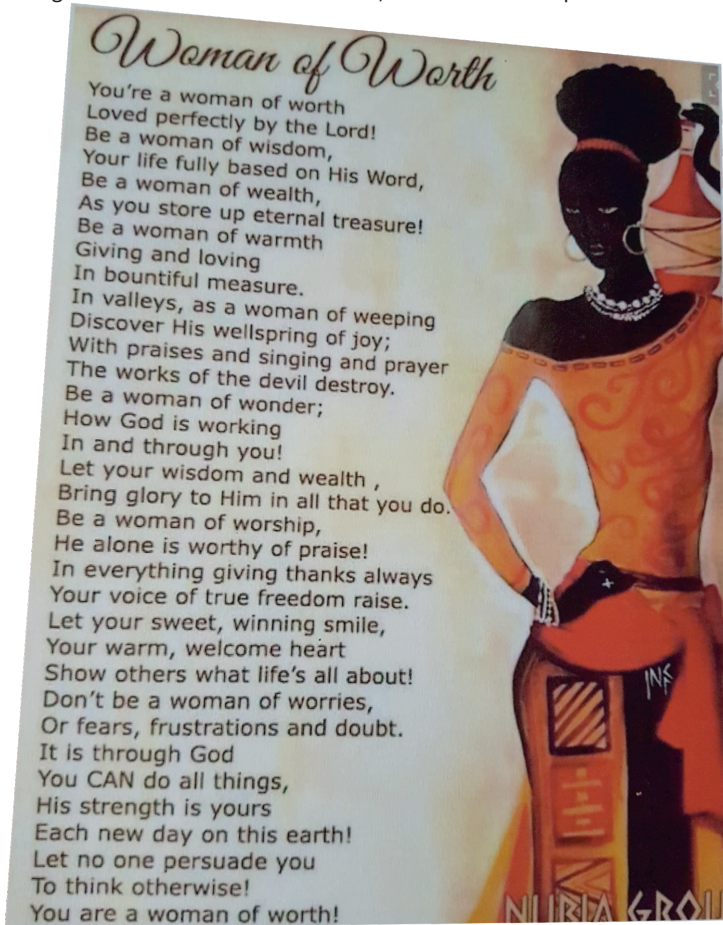 Woman of Worth
You're a woman of worth
Loved perfectly by the Lord!
Be a woman of wisdom,
Your life fully based on His Word,
Be a woman of wealth,
As you store up eternal treasure!
Be a woman of warmth
Giving and loving
In bountiful measure.
In valleys, as a woman of weeping
Discover His wellspring of joy;
With praises and singing and prayer
The works of the devil destroy.
Be a woman of wonder;
How God is working
In and through you!
Let your wisdom and wealth ,
Bring glory to Him in all that you do.
Be a woman of worship,
He alone is worthy of praise!
In everything giving thanks always
Your voice of true freedom raise.
Let your sweet, winning smile,
Your warm, welcome heart
Show others what life's all about!
Don't be a woman of worries,
Or fears, frustrations and doubt.
It is through God
You CAN do all things,
His strength is yours
Each new day on this earth!
Let no one persuade you
To think otherwise!
You are a woman of worth!
NUBIA GROU